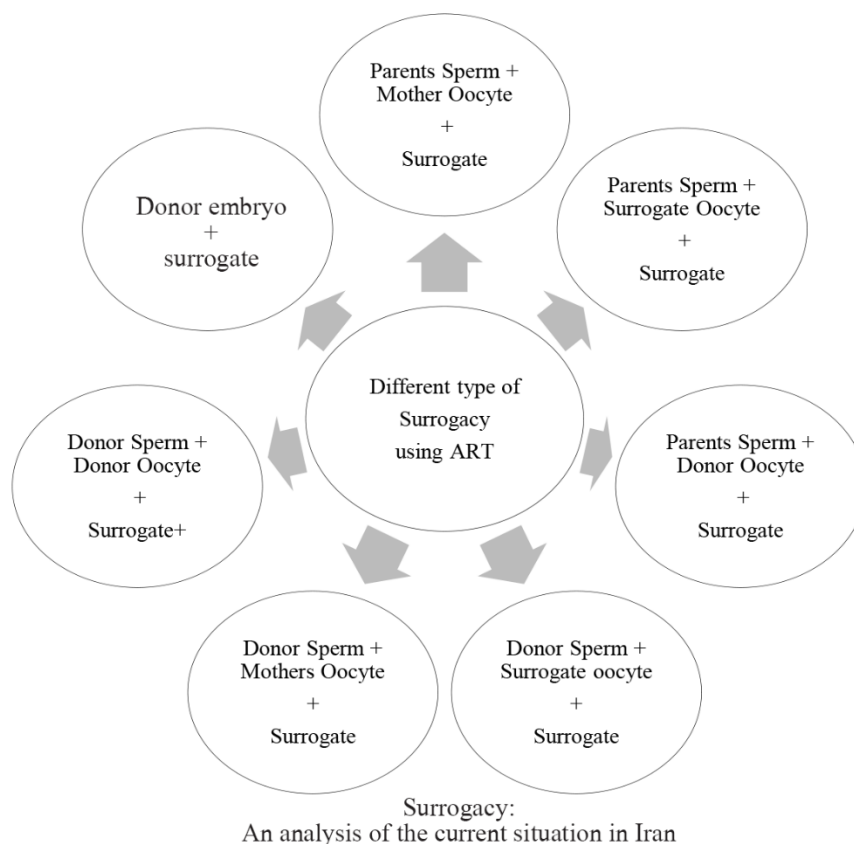 Parents Sperm +
Mother Oocyte
+
Surrogate
Parents Sperm +
Surrogate Oocyte
+
Surrogate
Parents Sperm +
Donor Oocyte
+
Surrogate
Donor Sperm +
Surrogate oocyte
+
Surrogate
Donor Sperm +
Mothers Oocyte
+
Surrogate
Donor Sperm +
Donor Oocyte
+
Surrogate+
Donor embryo
+
surrogate
Different type of
Surrogacy
using ART
Surrogacy:
An analysis of the current situation in Iran